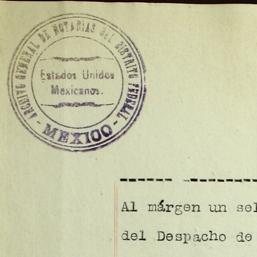 ARCHIVO GENERAL DE NOTARIAS DEL DISTRITO FEDERAL.
Estados Unidos
Mexicanos.
- MEXICO -
Al márgen un sel
del Despacho de